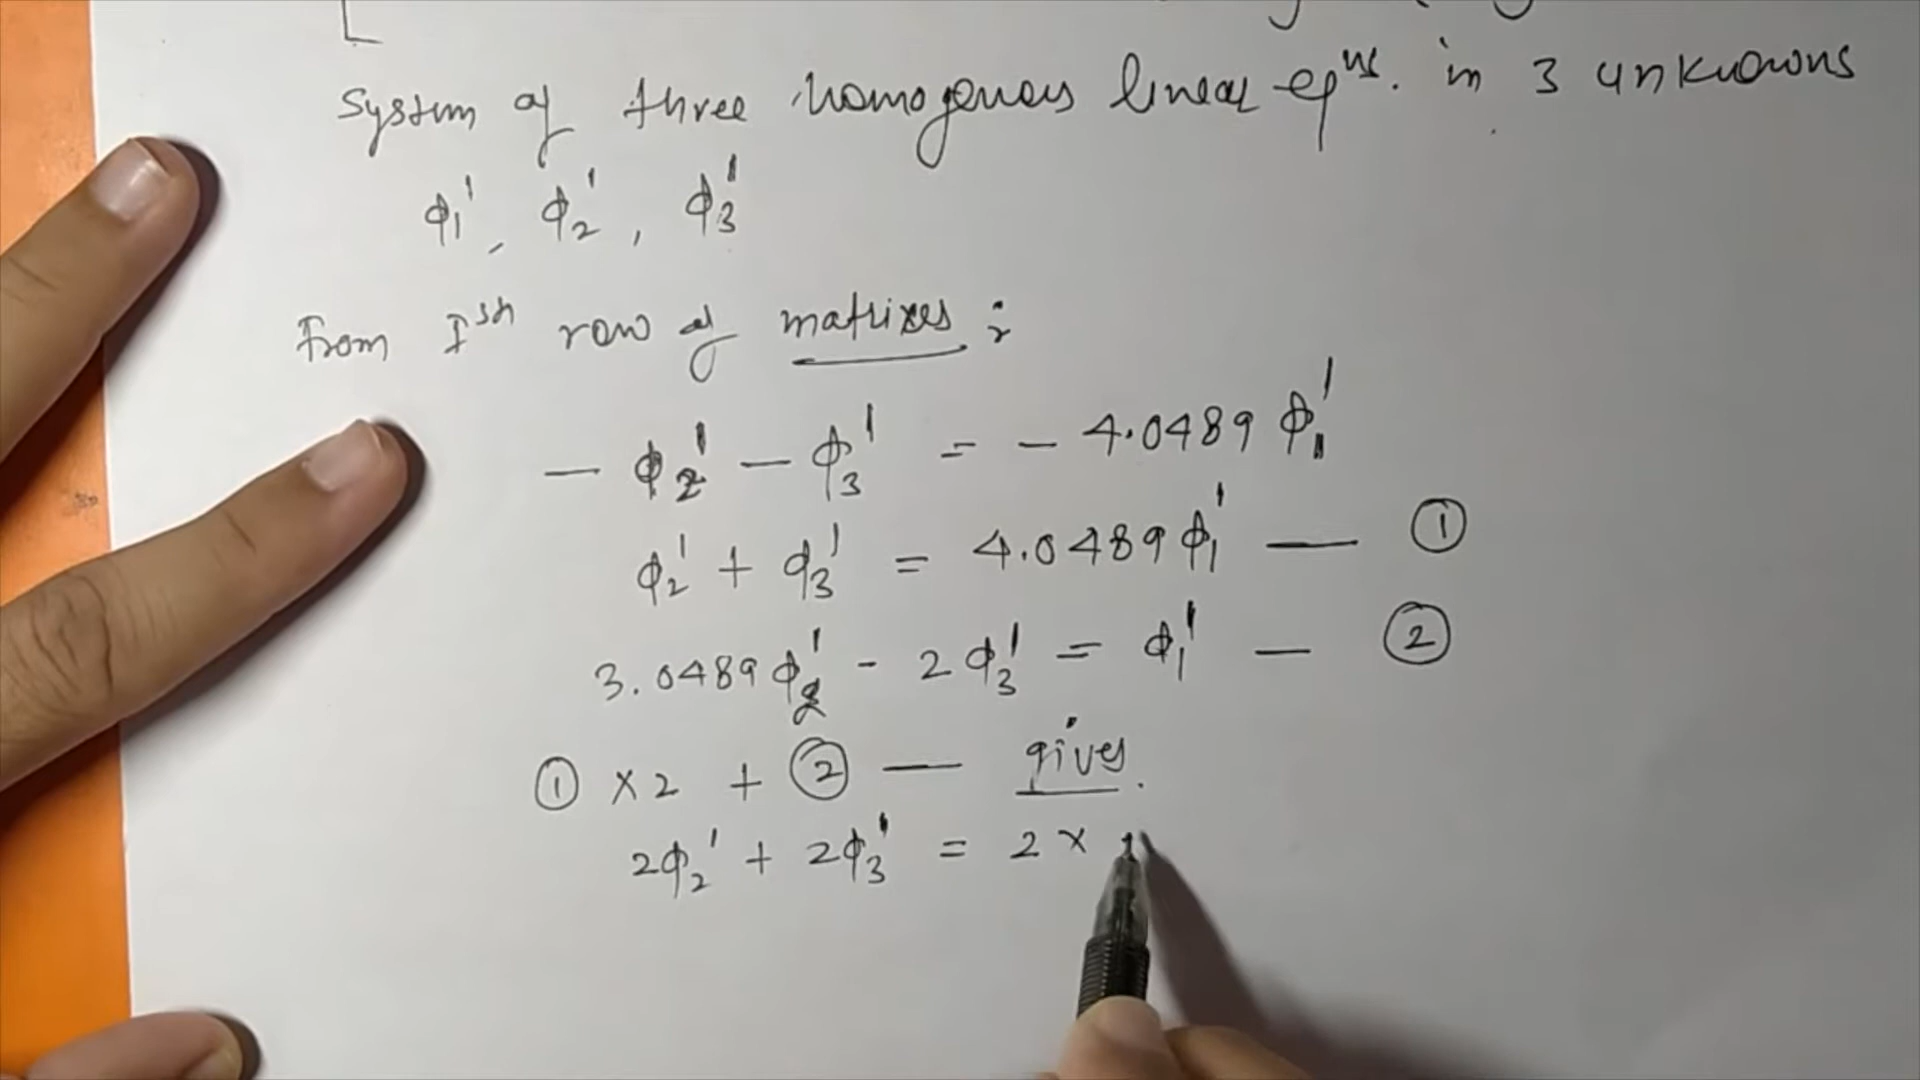 System of three homogenous linear eqⁿˢ. in 3 unknowns
ϕ₁', ϕ₂', ϕ₃'
From Iˢᵗ row of matrixes :
— ϕ₂' — ϕ₃' = — 4.0489 ϕ₁'
ϕ₂' + ϕ₃' = 4.0489 ϕ₁' — ①
3.0489 ϕ₂' - 2 ϕ₃' = ϕ₁' — ②
① × 2 + ② — gives.
2ϕ₂' + 2ϕ₃' = 2 ×